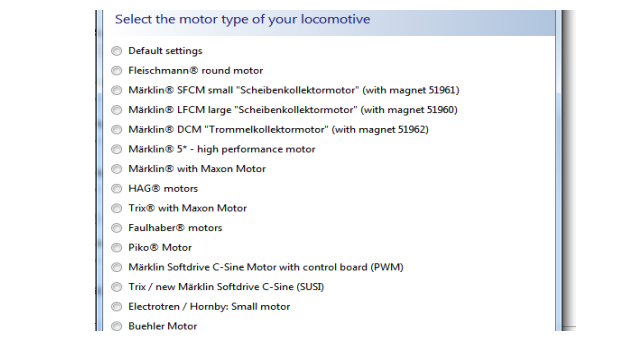 Select the motor type of your locomotive
Default settings
Fleischmann® round motor
Märklin® SFCM small "Scheibenkollektormotor" (with magnet 51961)
Märklin® LFCM large "Scheibenkollektormotor" (with magnet 51960)
Märklin® DCM "Trommelkollektormotor" (with magnet 51962)
Märklin® 5* - high performance motor
Märklin® with Maxon Motor
HAG® motors
Trix® with Maxon Motor
Faulhaber® motors
Piko® Motor
Märklin Softdrive C-Sine Motor with control board (PWM)
Trix / new Märklin Softdrive C-Sine (SUSI)
Electrotren / Hornby: Small motor
Buehler Motor